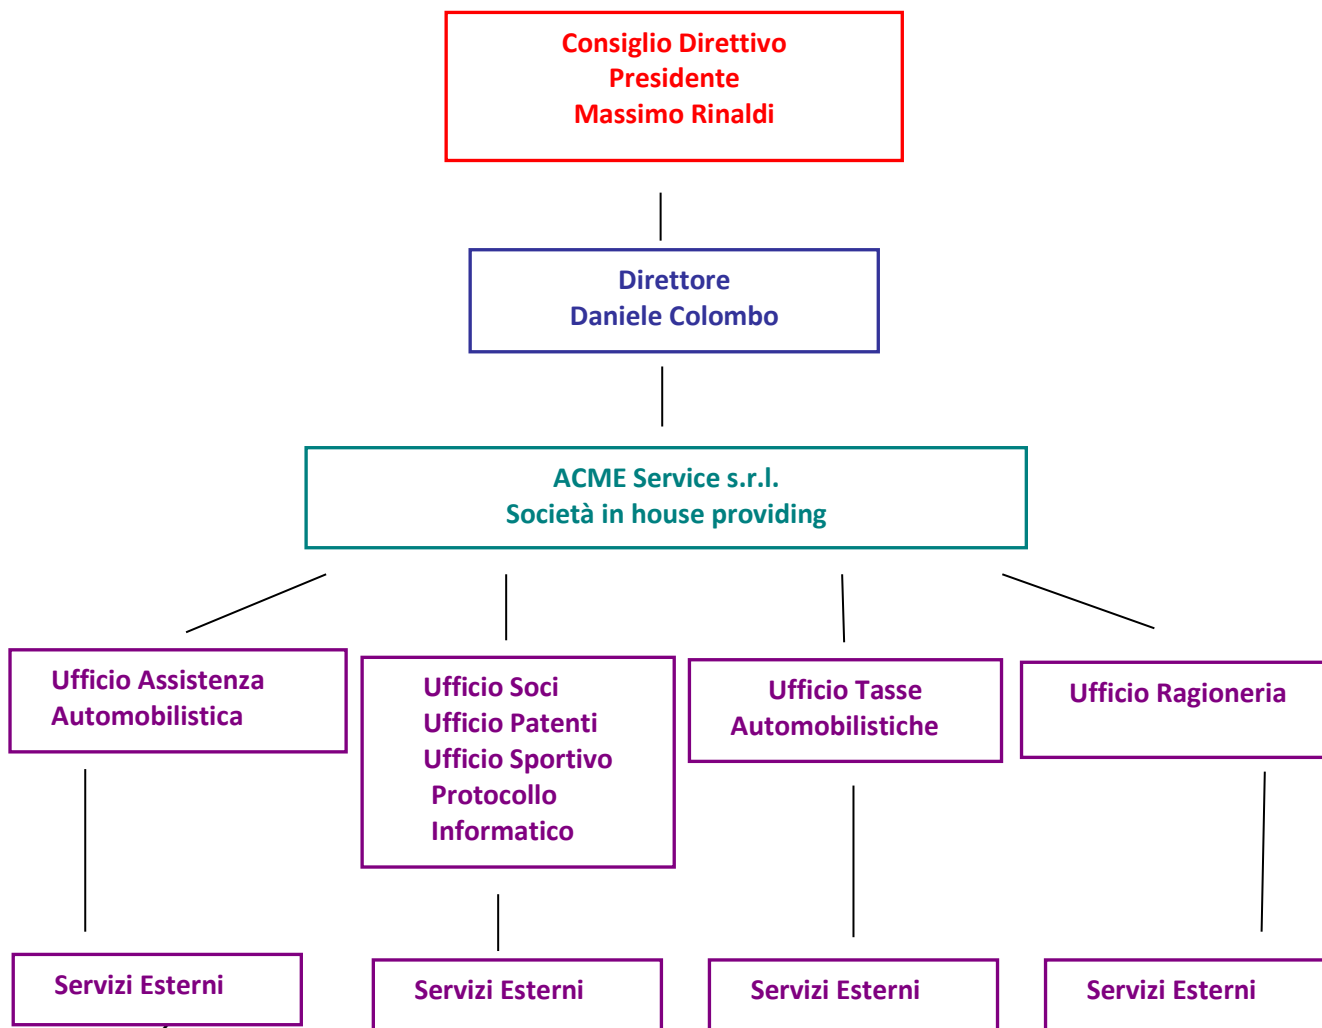 Consiglio Direttivo
Presidente
Massimo Rinaldi
Direttore
Daniele Colombo
ACME Service s.r.l.
Società in house providing
Ufficio Assistenza
Automobilistica
Ufficio Soci
Ufficio Patenti
Ufficio Sportivo
Protocollo
Informatico
Ufficio Tasse
Automobilistiche
Ufficio Ragioneria
Servizi Esterni
Servizi Esterni
Servizi Esterni
Servizi Esterni